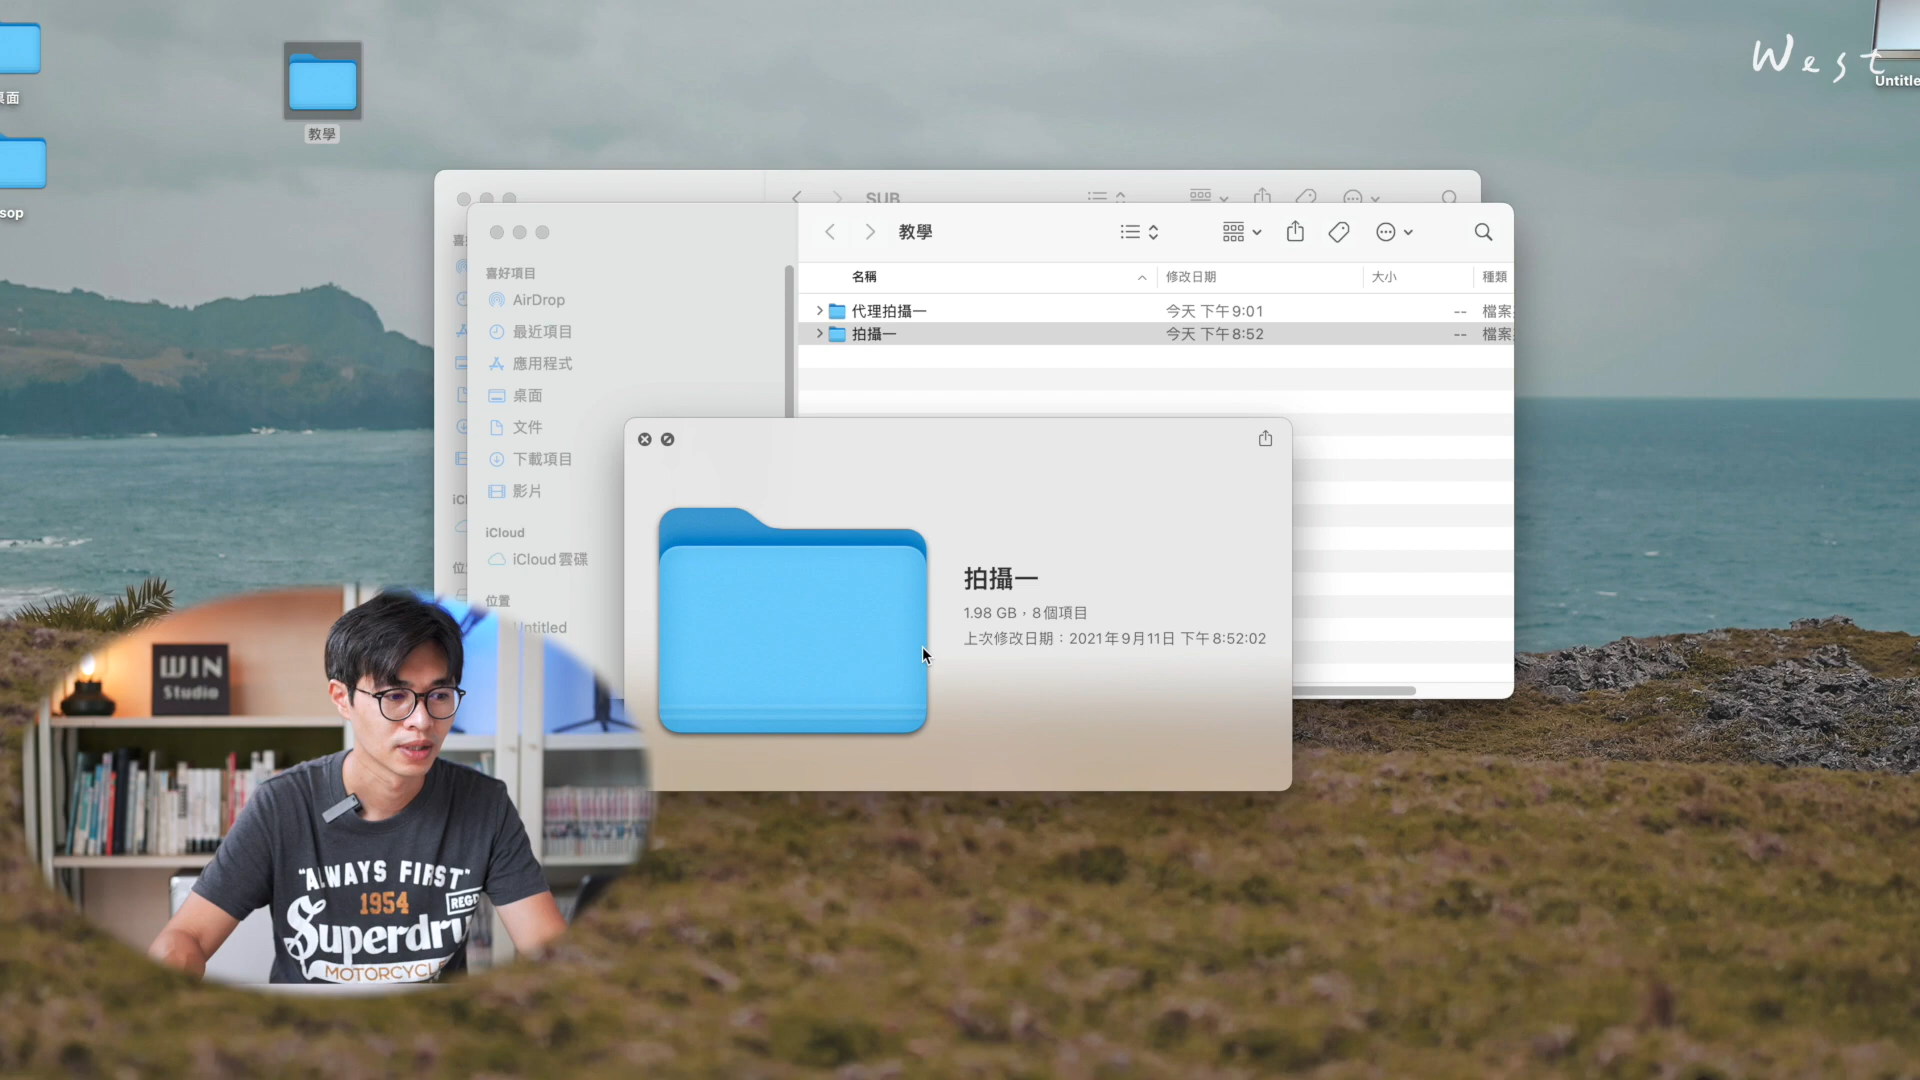 West
Untitle
桌面
教學
sop
SUB
喜
教學
喜好項目
AirDrop
最近項目
應用程式
桌面
文件
下載項目
影片
iCloud
iCloud雲碟
位置
Untitled
iC
位
名稱
修改日期
大小
種類
代理拍攝一
今天 下午9:01
--
檔案
拍攝一
今天 下午8:52
--
檔案
拍攝一
1.98 GB，8個項目
上次修改日期：2021年9月11日 下午8:52:02
WIN
Studio
"ALWAYS FIRST"
1954
REGD
Superdry
MOTORCYCLE